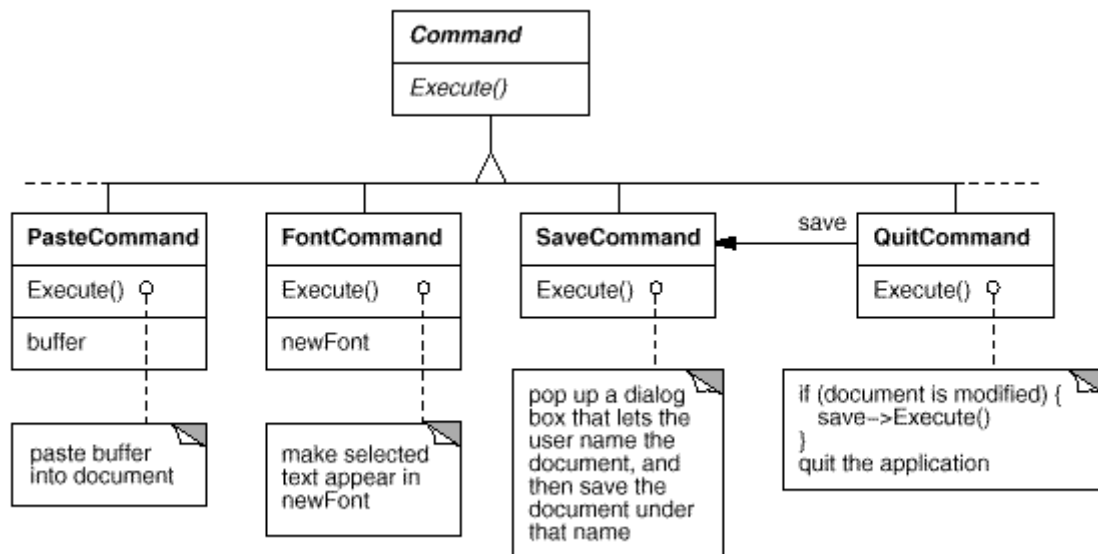 Command
Execute()
PasteCommand
Execute()
buffer
paste buffer
into document
FontCommand
Execute()
newFont
make selected
text appear in
newFont
SaveCommand
Execute()
pop up a dialog
box that lets the
user name the
document, and
then save the
document under
that name
save
QuitCommand
Execute()
if (document is modified) {
save->Execute()
}
quit the application